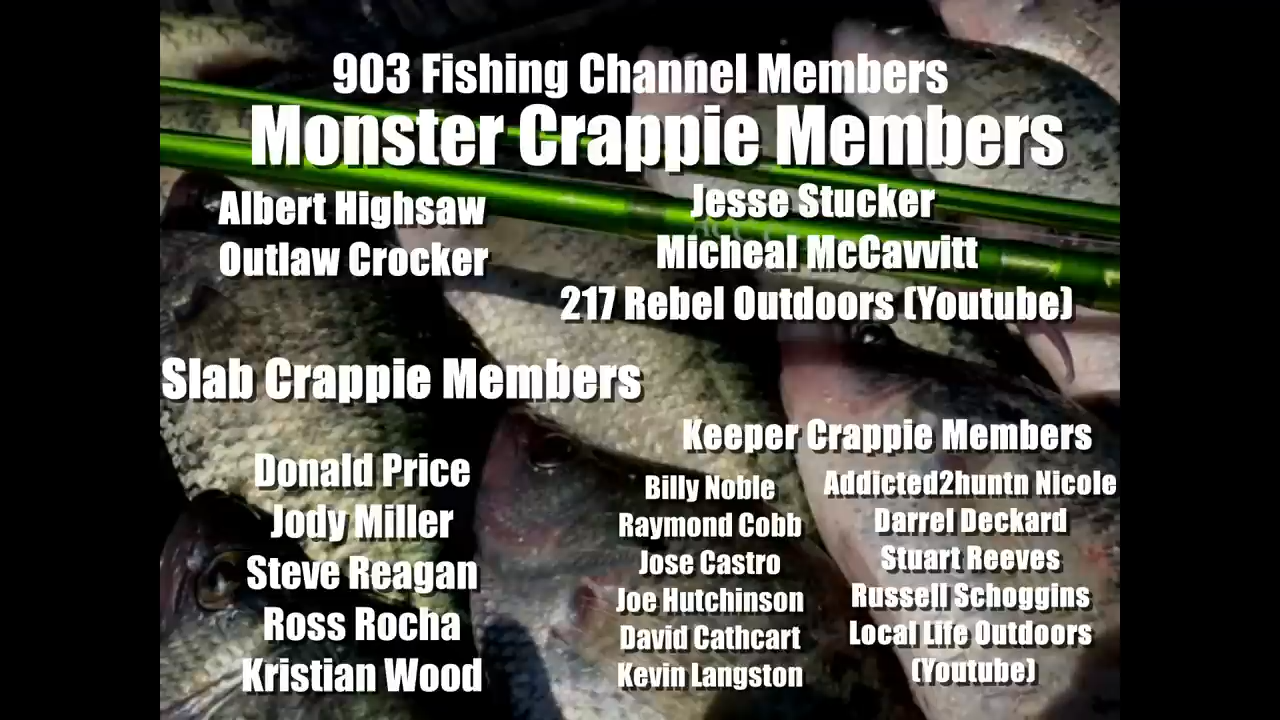 903 Fishing Channel Members
Monster Crappie Members
Albert Highsaw
Outlaw Crocker
Jesse Stucker
Micheal McCavvitt
217 Rebel Outdoors (Youtube)
Slab Crappie Members
Donald Price
Jody Miller
Steve Reagan
Ross Rocha
Kristian Wood
Keeper Crappie Members
Billy Noble
Raymond Cobb
Jose Castro
Joe Hutchinson
David Cathcart
Kevin Langston
Addicted2huntn Nicole
Darrel Deckard
Stuart Reeves
Russell Schoggins
Local Life Outdoors
(Youtube)